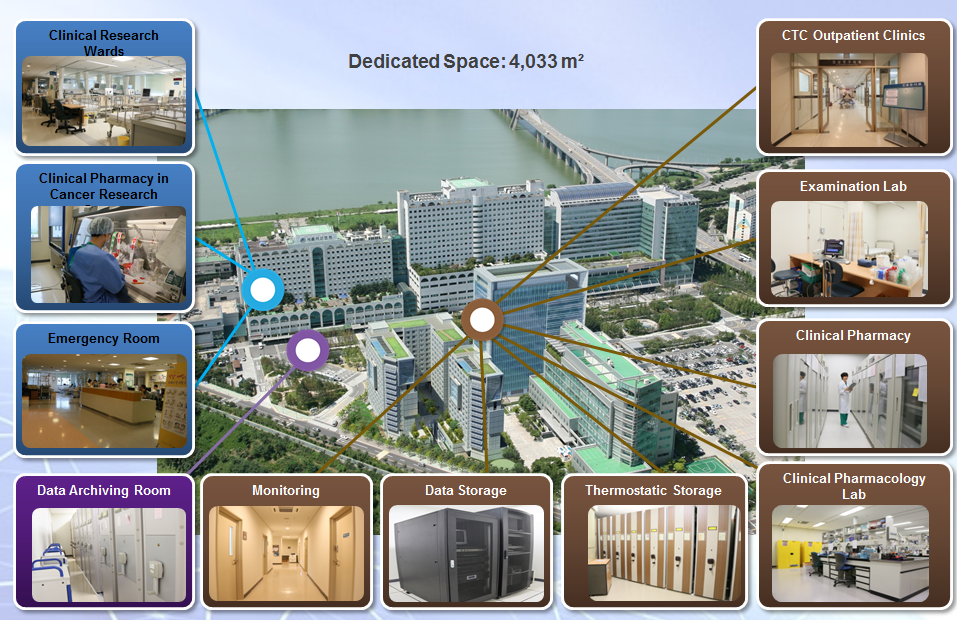 Clinical Research
Wards
Dedicated Space: 4,033 m²
CTC Outpatient Clinics
Clinical Pharmacy in
Cancer Research
Examination Lab
Emergency Room
Clinical Pharmacy
Data Archiving Room
Monitoring
Data Storage
Thermostatic Storage
Clinical Pharmacology
Lab